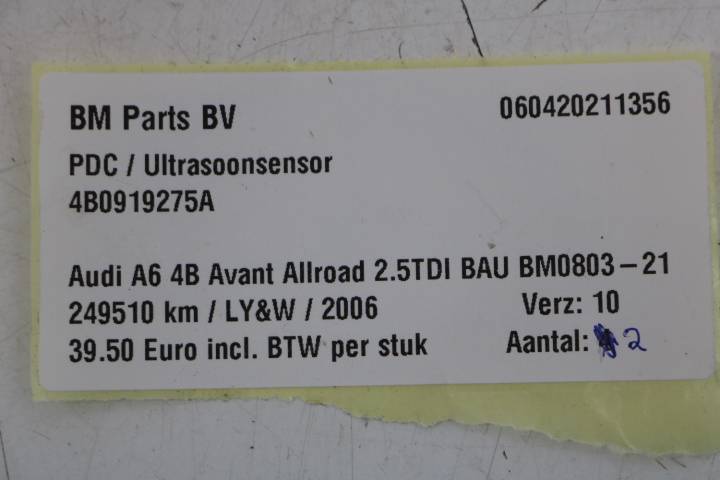 BM Parts BV 060420211356
PDC / Ultrasoonsensor
4B0919275A
Audi A6 4B Avant Allroad 2.5TDI BAU BM0803-21
249510 km / LY&W / 2006 Verz: 10
39.50 Euro incl. BTW per stuk Aantal: 2